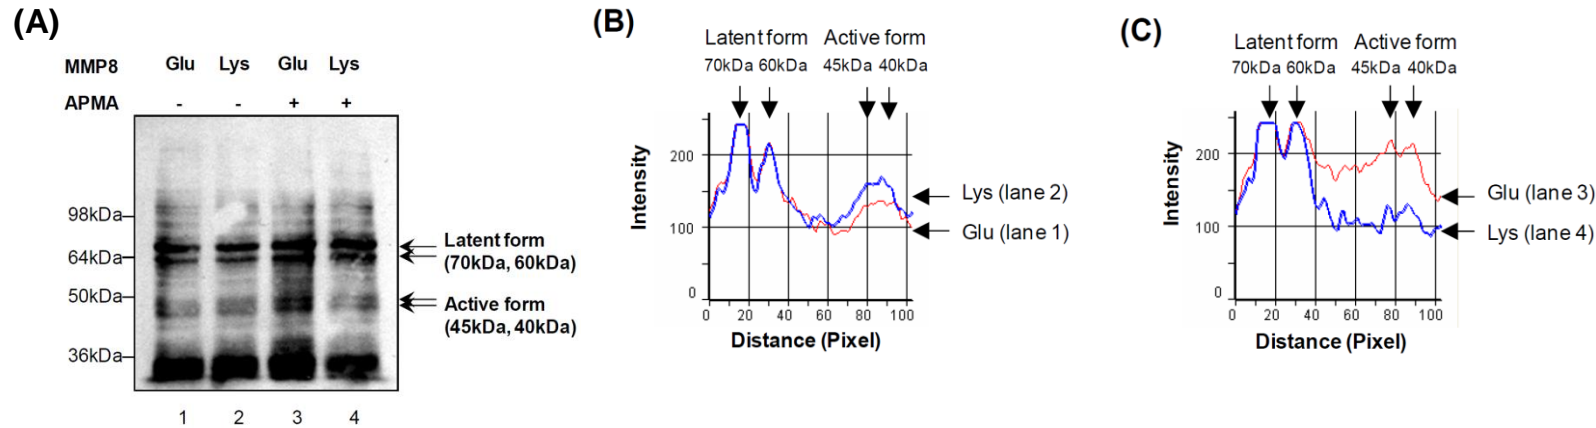 (A)
MMP8 Glu Lys Glu Lys
APMA - - + +
98kDa
64kDa
50kDa
36kDa
Latent form
(70kDa, 60kDa)
Active form
(45kDa, 40kDa)
1 2 3 4
(B)
Latent form Active form
70kDa 60kDa 45kDa 40kDa
Intensity
200
100
0
0 20 40 60 80 100
Distance (Pixel)
Lys (lane 2)
Glu (lane 1)
(C)
Latent form Active form
70kDa 60kDa 45kDa 40kDa
Intensity
200
100
0
0 20 40 60 80 100
Distance (Pixel)
Glu (lane 3)
Lys (lane 4)